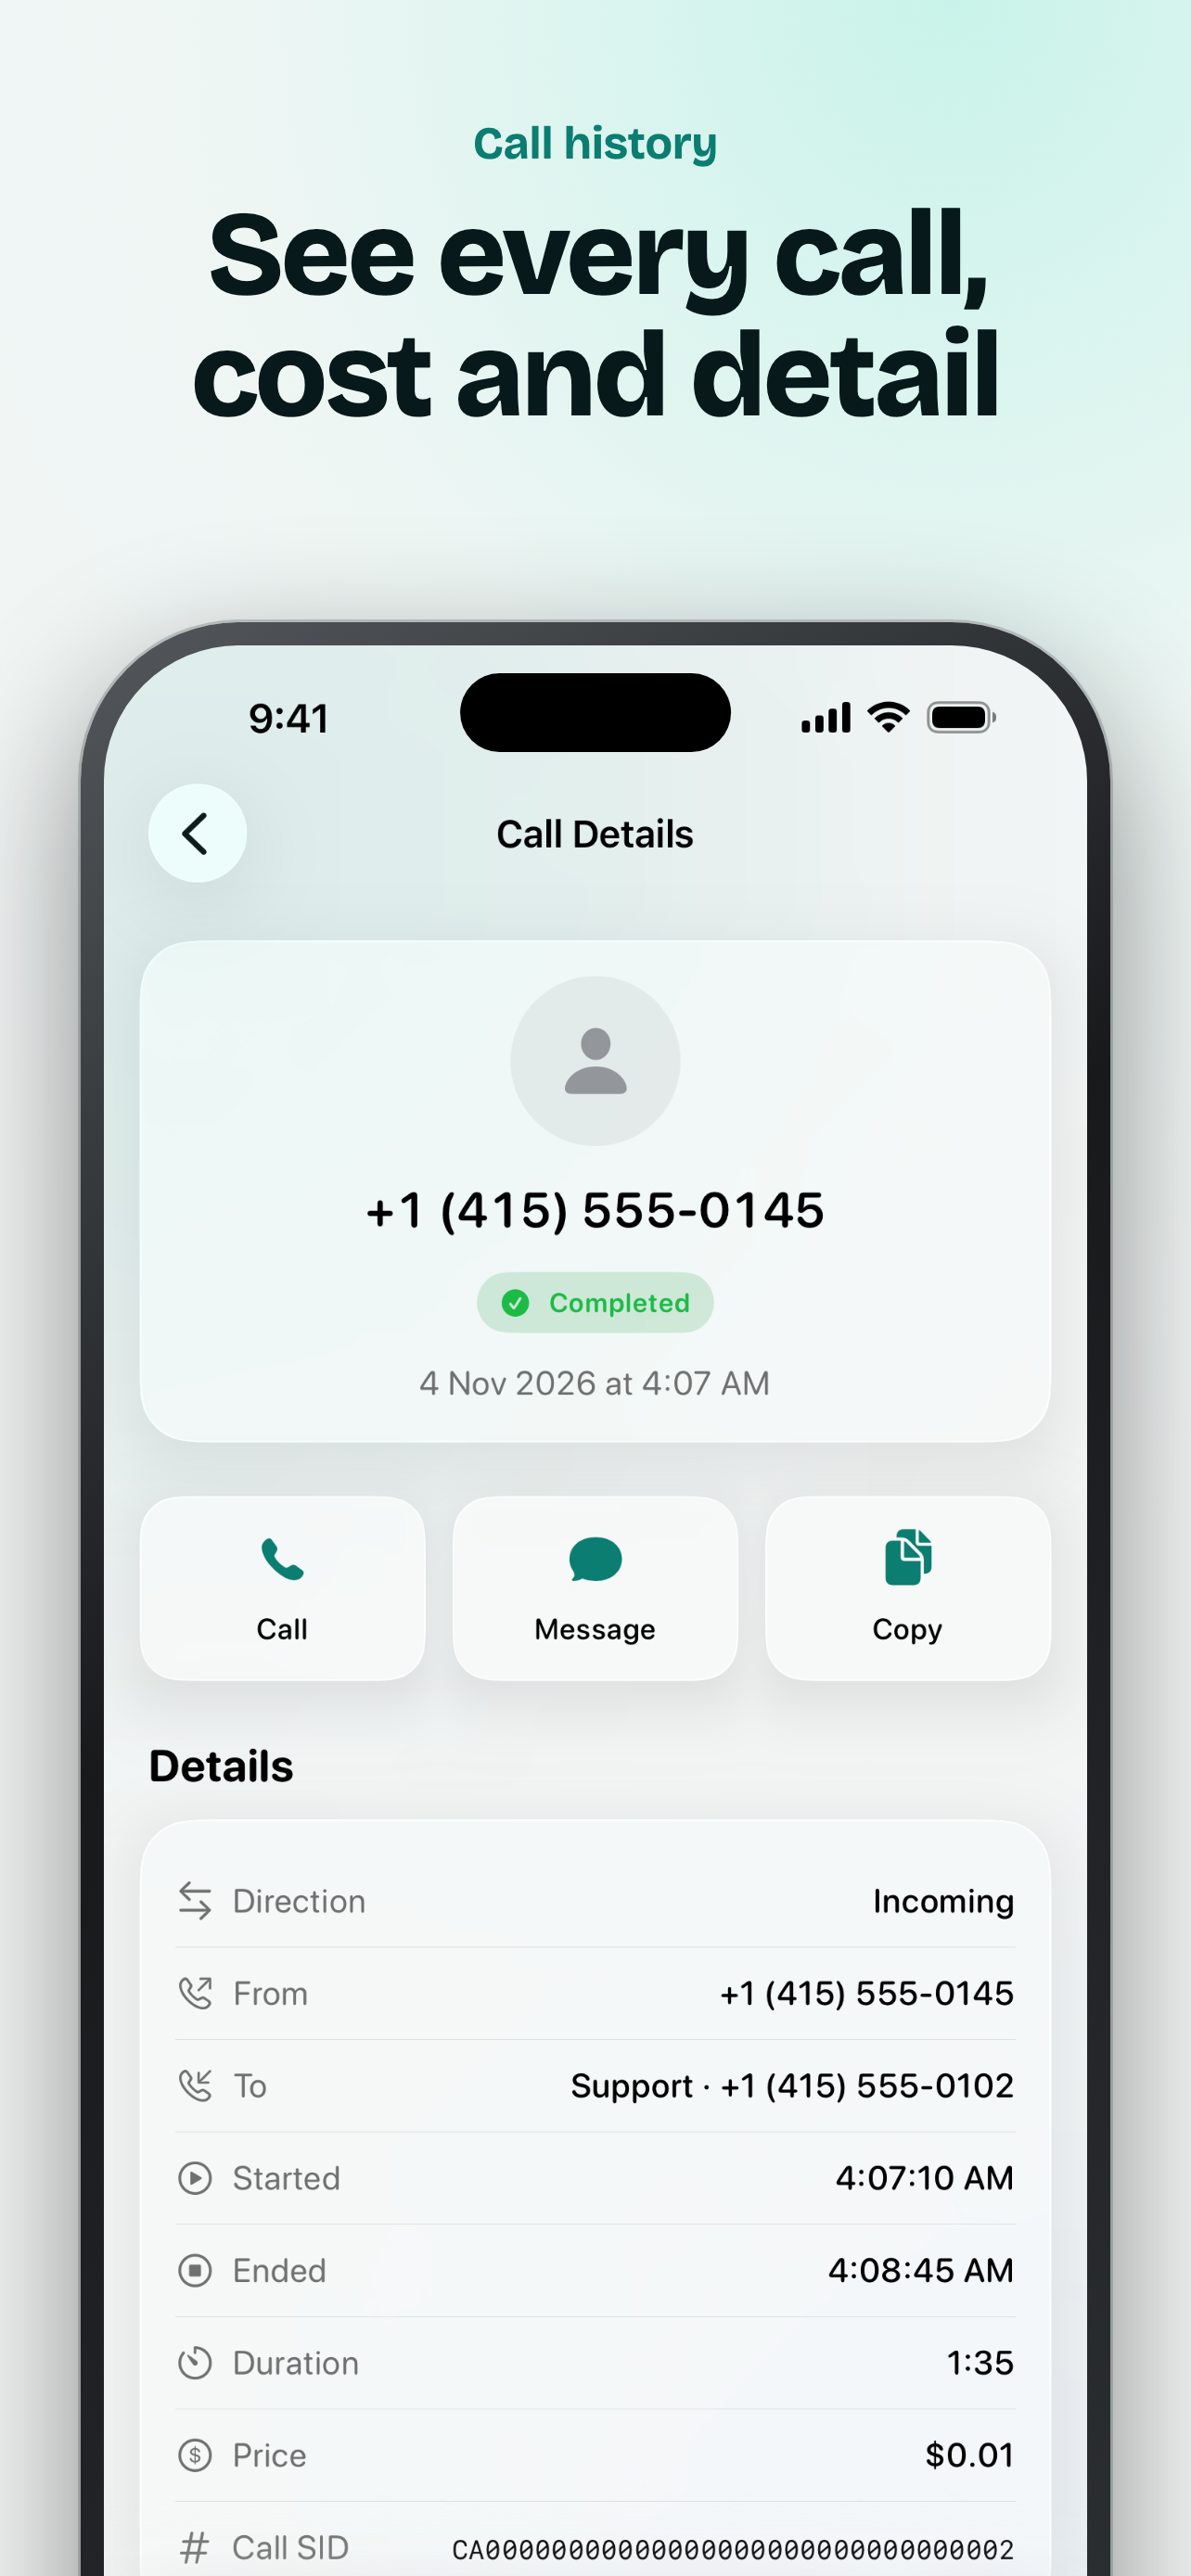 Call history
See every call,
cost and detail
9:41
Call Details
+1 (415) 555-0145
Completed
4 Nov 2026 at 4:07 AM
Call
Message
Copy
Details
Direction Incoming
From +1 (415) 555-0145
To Support · +1 (415) 555-0102
Started 4:07:10 AM
Ended 4:08:45 AM
Duration 1:35
Price $0.01
Call SID CA00000000000000000000000000000002